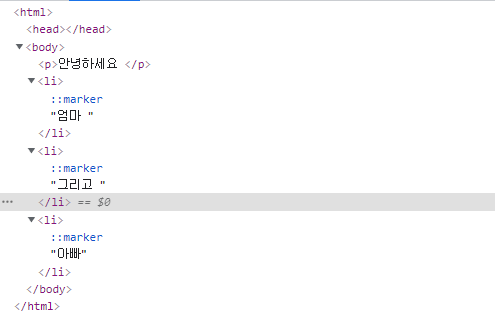 <html>
<head></head>
▼<body>
<p>안녕하세요 </p>
▼<li>
::marker
"엄마 "
</li>
▼<li>
::marker
"그리고 "
</li> == $0
▼<li>
::marker
"아빠"
</li>
</body>
</html>